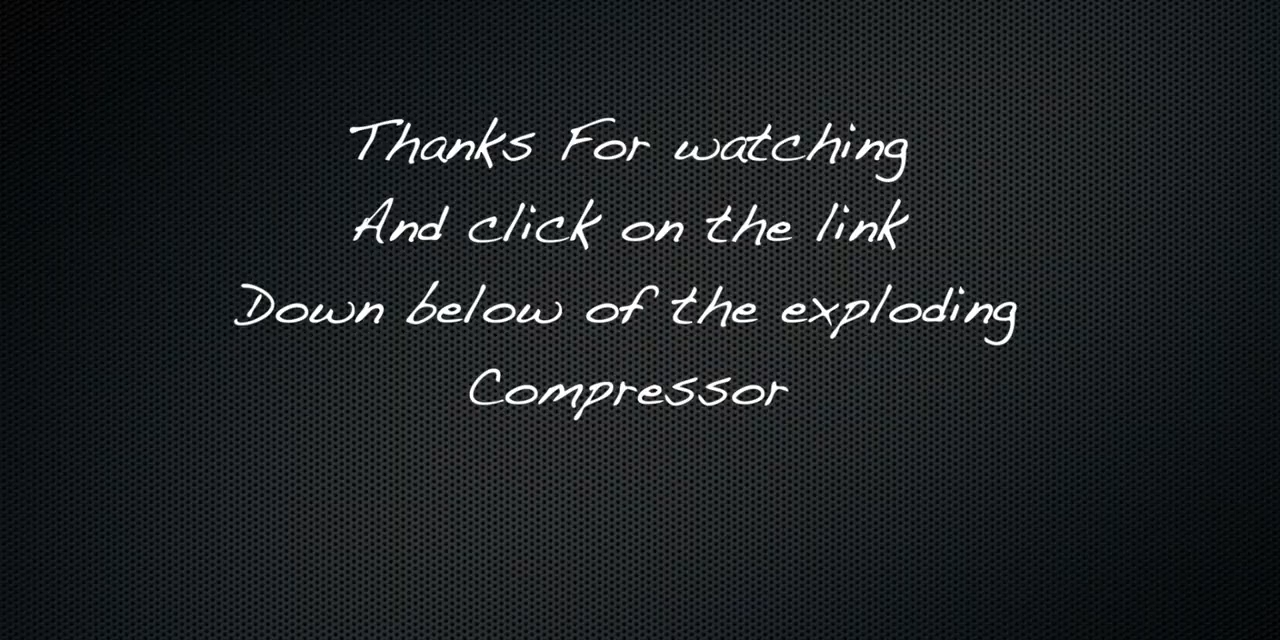 Thanks For watching
And click on the link
Down below of the exploding
Compressor